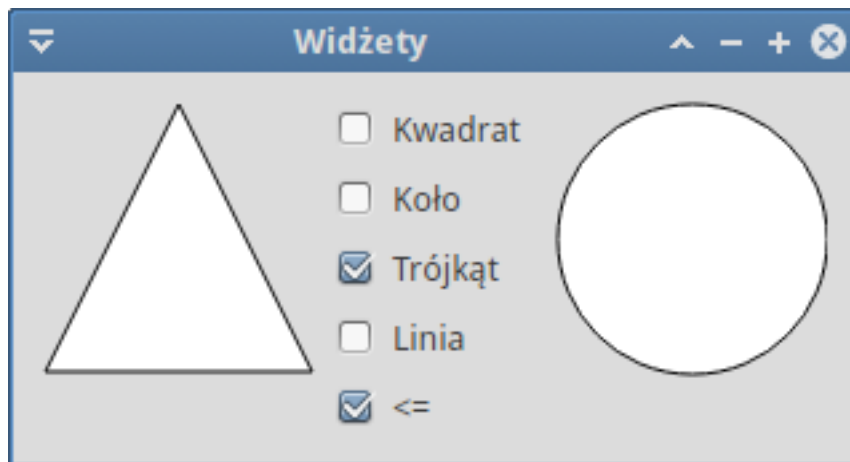 Widżety
Kwadrat
Koło
Trójkąt
Linia
<=